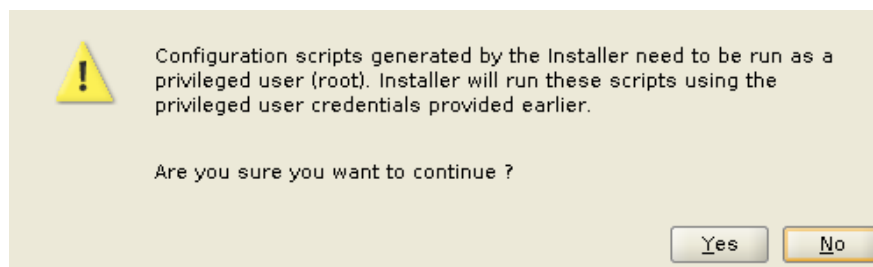 Configuration scripts generated by the Installer need to be run as a
privileged user (root). Installer will run these scripts using the
privileged user credentials provided earlier.
Are you sure you want to continue ?
Yes No